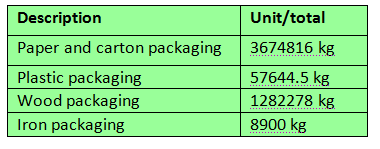 Description Unit/total
Paper and carton packaging 3674816 kg
Plastic packaging 57644.5 kg
Wood packaging 1282278 kg
Iron packaging 8900 kg